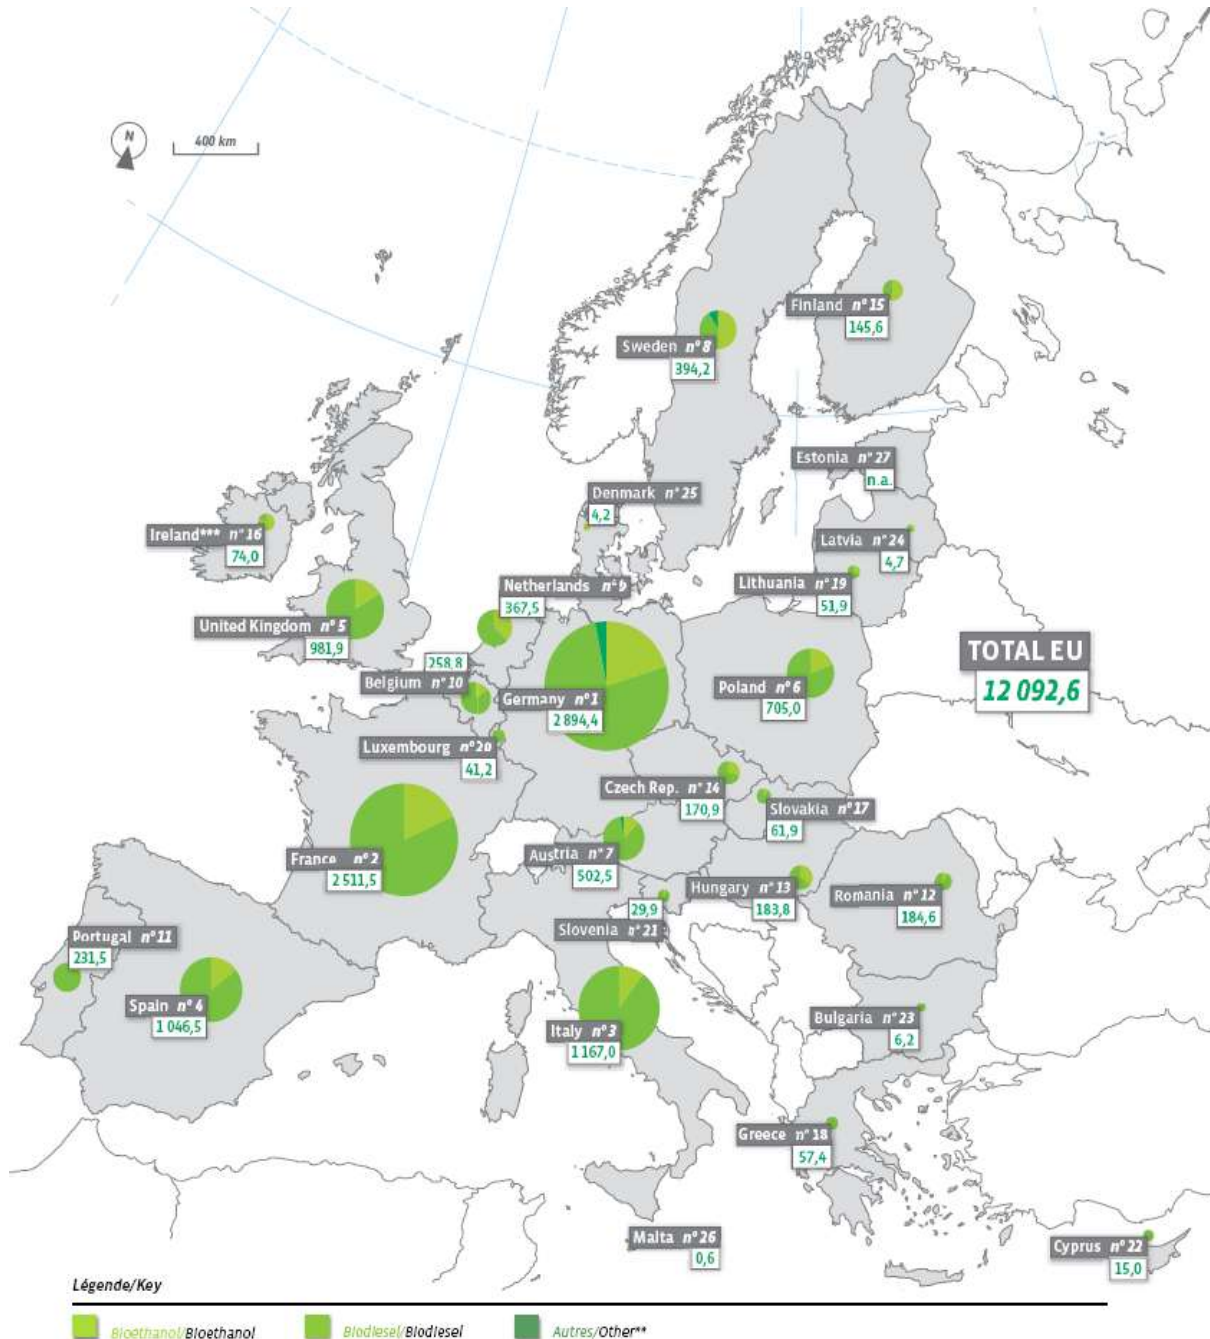 N
400 km
Finland n° 15
145,6
Sweden n° 8
394,2
Estonia n° 27
n.a.
Denmark n° 25
4,2
Ireland*** n° 16
74,0
Latvia n° 24
4,7
Netherlands n° 9
367,5
Lithuania n° 19
51,9
United Kingdom n° 5
981,9
TOTAL EU
12 092,6
258,8
Belgium n° 10
Germany n° 1
2 894,4
Poland n° 6
705,0
Luxembourg n° 20
41,2
Czech Rep. n° 14
170,9
Slovakia n° 17
61,9
France n° 2
2 511,5
Austria n° 7
502,5
Hungary n° 13
183,8
Romania n° 12
184,6
29,9
Slovenia n° 21
Portugal n° 11
231,5
Spain n° 4
1 046,5
Italy n° 3
1 167,0
Bulgaria n° 23
6,2
Greece n° 18
57,4
Malta n° 26
0,6
Cyprus n° 22
15,0
Légende/Key
Bioéthanol/Bioethanol Biodiesel/Biodiesel Autres/Other**